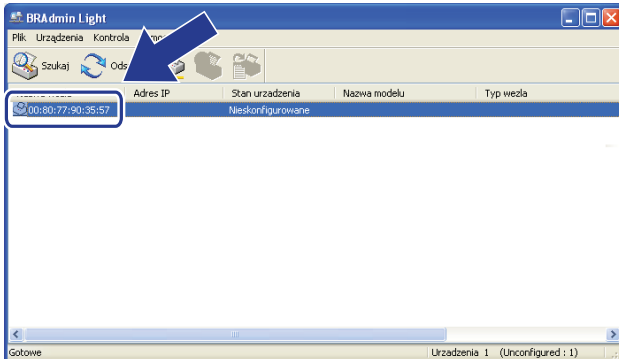 BRAdmin Light
Plik Urządzenia Kontrola
Szukaj
Adres IP Stan urzadzenia Nazwa modelu Typ wezla
00:80:77:90:35:57 Nieskonfigurowane
Gotowe Urzadzenia 1 (Unconfigured : 1)